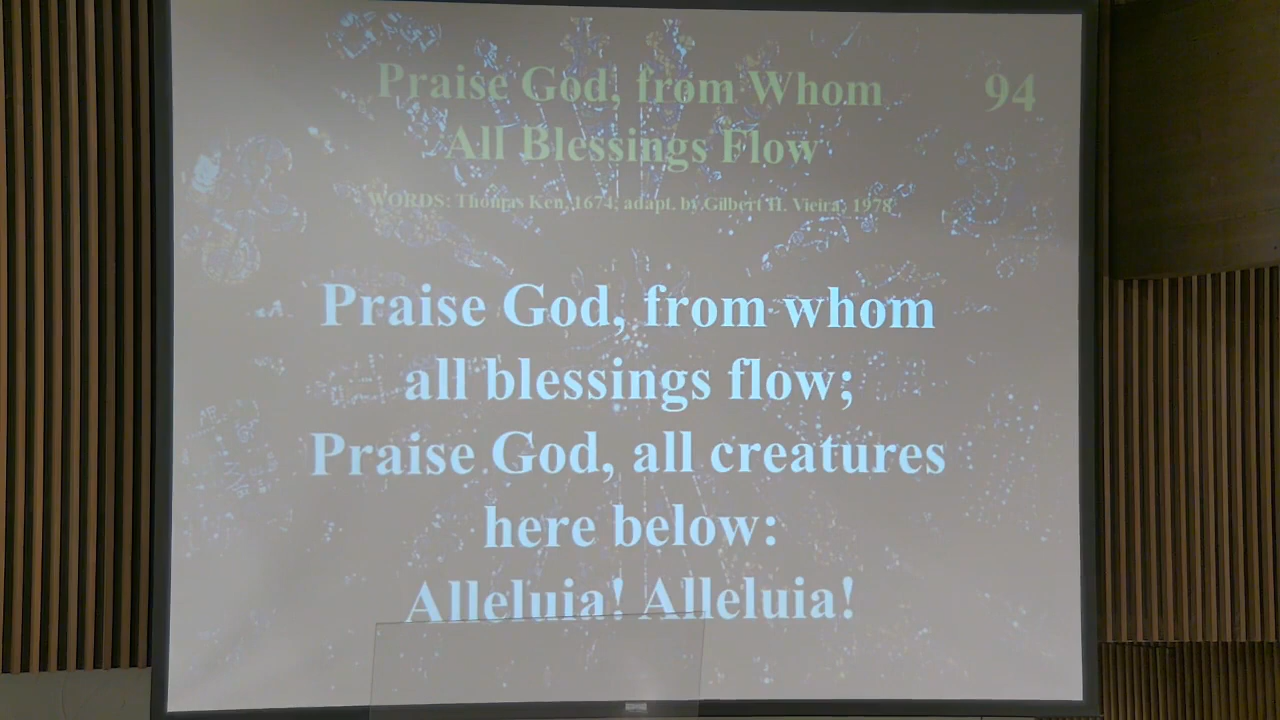 Praise God, from Whom 94
All Blessings Flow
WORDS: Thomas Ken, 1674; adapt. by Gilbert H. Vieira, 1978
Praise God, from whom
all blessings flow;
Praise God, all creatures
here below:
Alleluia! Alleluia!